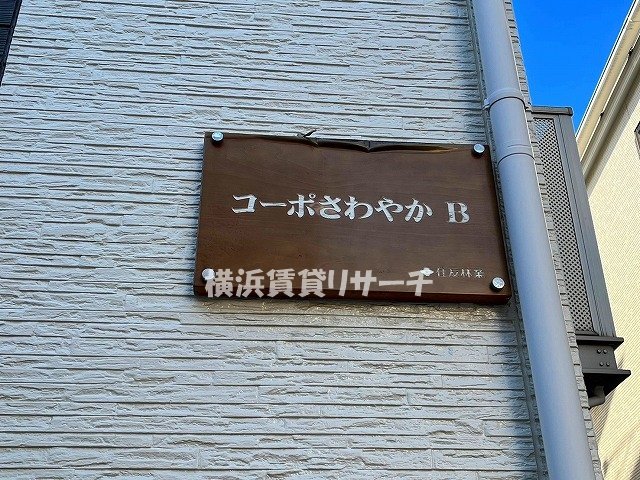 コーポさわやか B
住友林業
横浜賃貸リサーチ